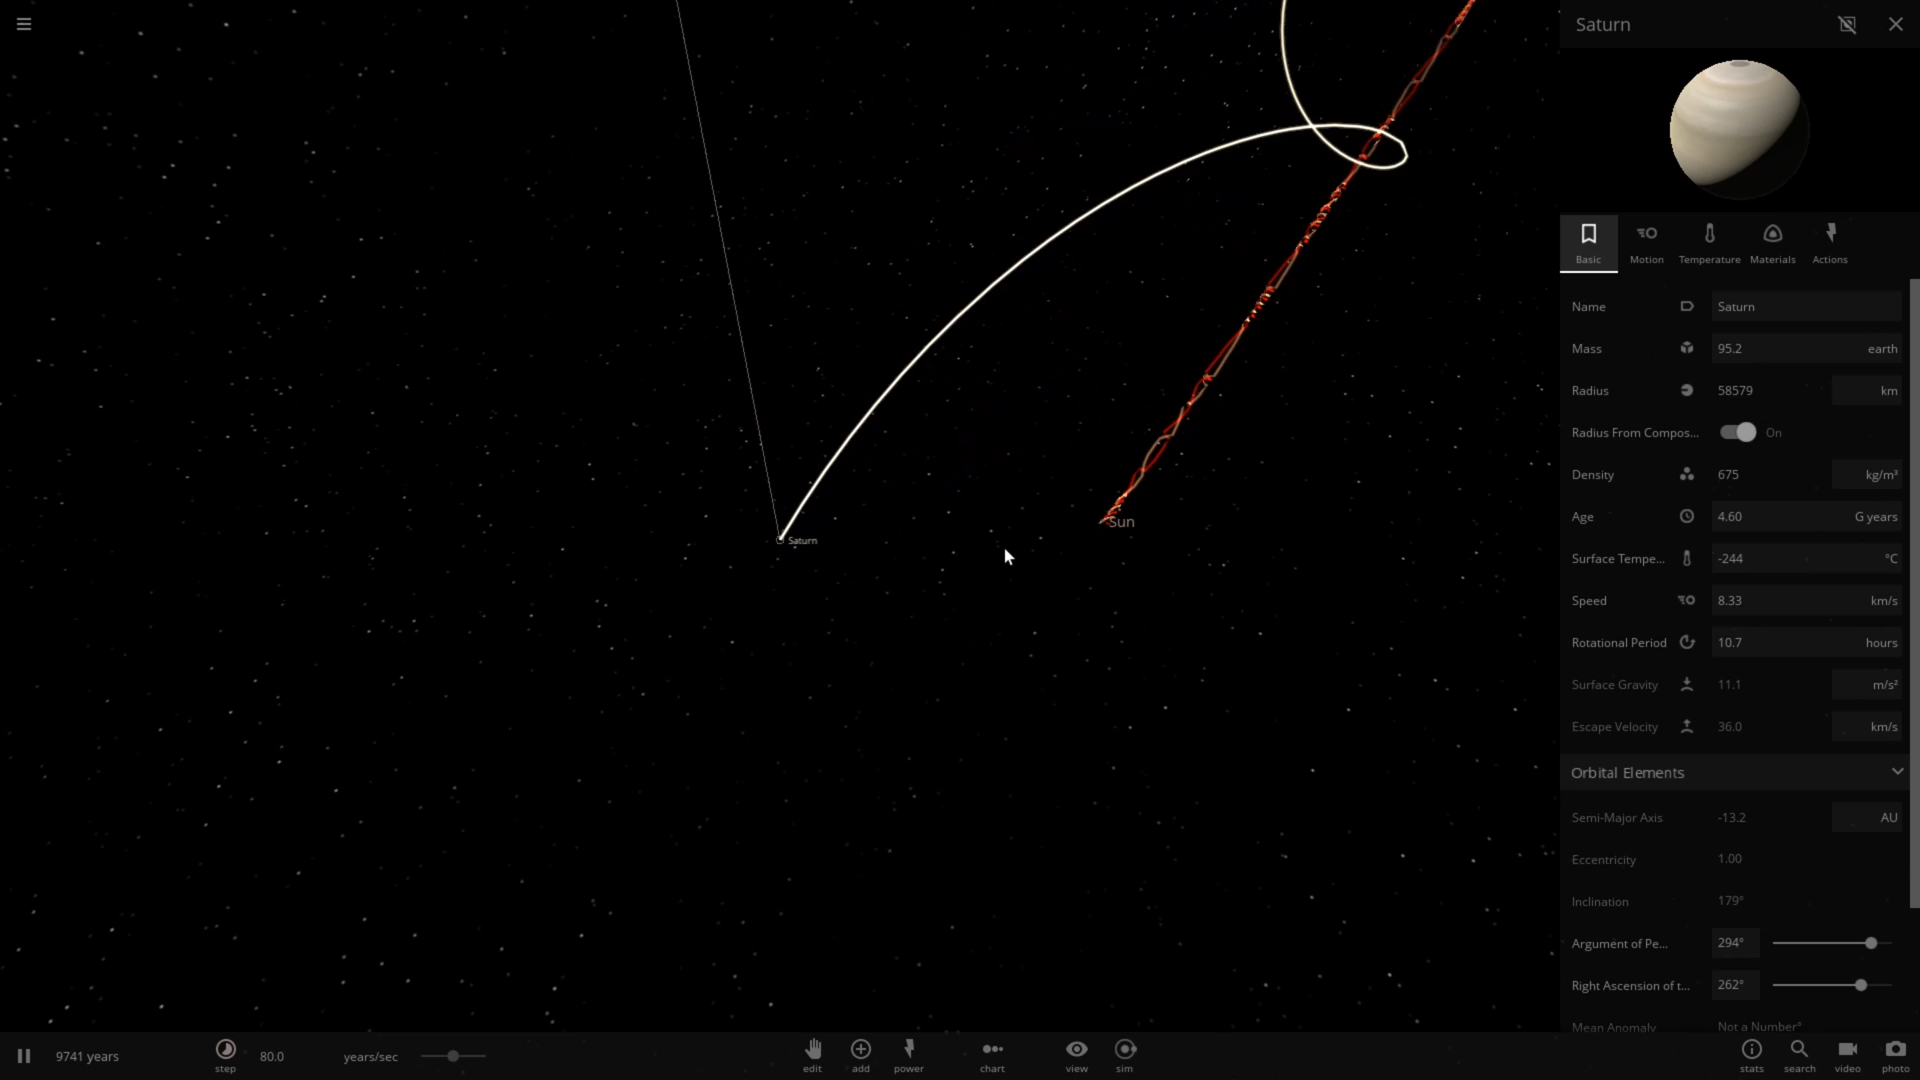 Saturn
Basic
Motion
Temperature
Materials
Actions
Name
Saturn
Mass
95.2
earth
Radius
58579
km
Radius From Compos...
On
Density
675
kg/m³
Age
4.60
G years
Surface Tempe...
-244
°C
Speed
8.33
km/s
Rotational Period
10.7
hours
Surface Gravity
11.1
m/s²
Escape Velocity
36.0
km/s
Orbital Elements
Semi-Major Axis
-13.2
AU
Eccentricity
1.00
Inclination
179°
Argument of Pe...
294°
Right Ascension of t...
262°
Mean Anomaly
Not a Number°
Sun
Saturn
9741 years
step
80.0
years/sec
edit
add
power
chart
view
sim
stats
search
video
photo